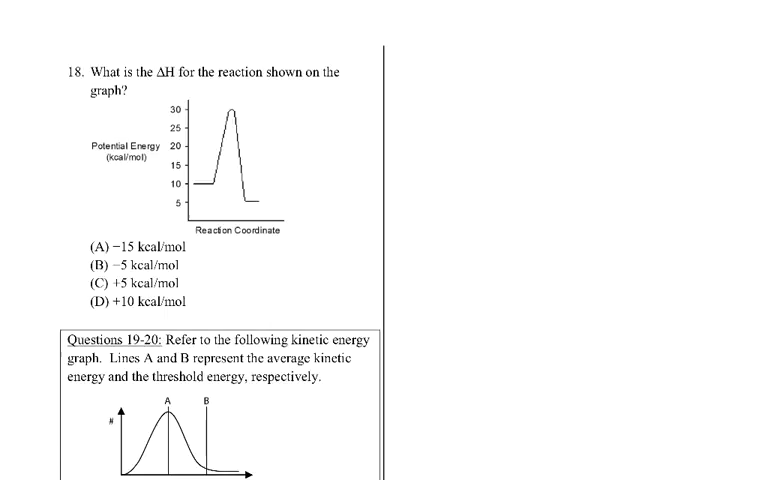 18. What is the ΔH for the reaction shown on the
graph?
30
25
Potential Energy 20
(kcal/mol)
15
10
5
Reaction Coordinate
(A) −15 kcal/mol
(B) −5 kcal/mol
(C) +5 kcal/mol
(D) +10 kcal/mol
Questions 19-20: Refer to the following kinetic energy
graph. Lines A and B represent the average kinetic
energy and the threshold energy, respectively.
A B
#